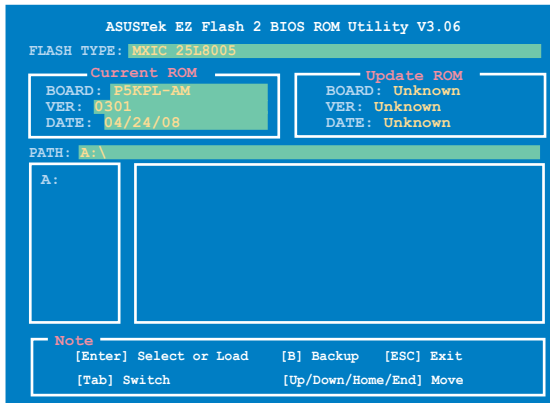 ASUSTek EZ Flash 2 BIOS ROM Utility V3.06
FLASH TYPE: MXIC 25L8005
Current ROM
BOARD: P5KPL-AM
VER: 0301
DATE: 04/24/08
Update ROM
BOARD: Unknown
VER: Unknown
DATE: Unknown
PATH: A:\
A:
Note
[Enter] Select or Load [B] Backup [ESC] Exit
[Tab] Switch [Up/Down/Home/End] Move